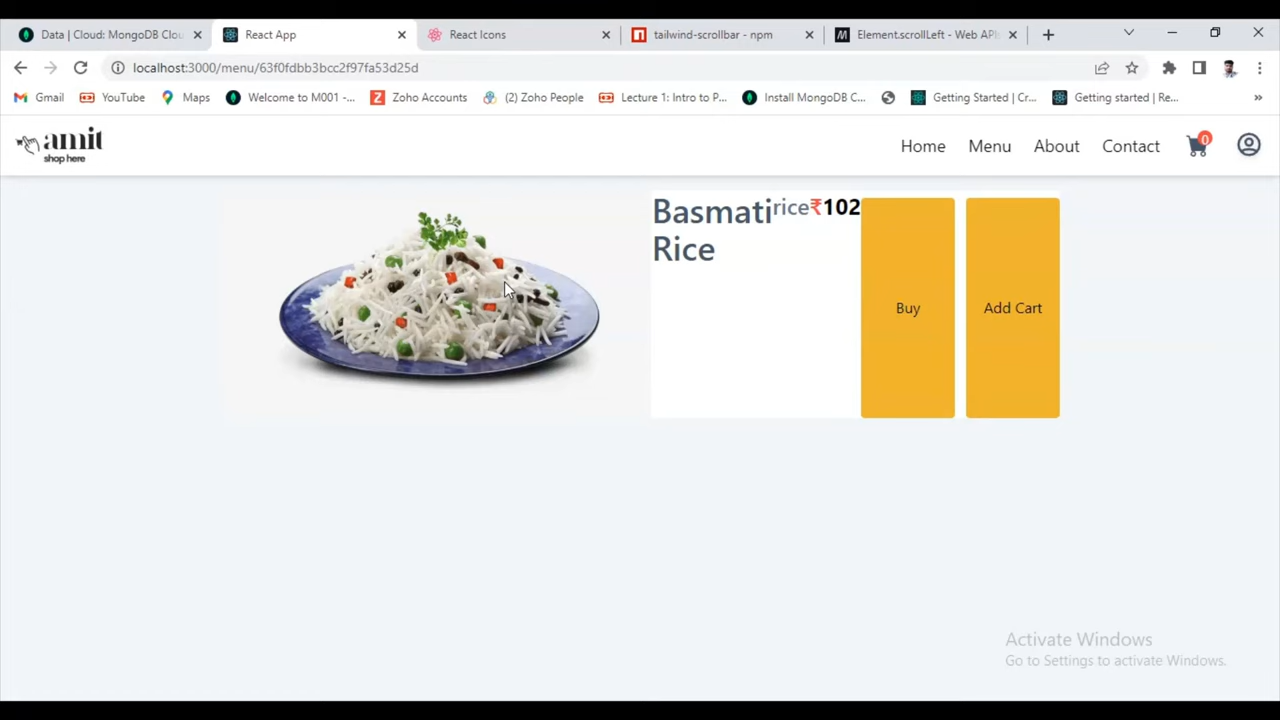 Data | Cloud: MongoDB Clou
React App
React Icons
tailwind-scrollbar - npm
Element.scrollLeft - Web APIs
localhost:3000/menu/63f0fdbb3bcc2f97fa53d25d
Gmail
YouTube
Maps
Welcome to M001 -...
Zoho Accounts
(2) Zoho People
Lecture 1: Intro to P...
Install MongoDB C...
Getting Started | Cr...
Getting started | Re...
»
amit
shop here
Home
Menu
About
Contact
0
Basmati
Rice
rice
₹102
Buy
Add Cart
Activate Windows
Go to Settings to activate Windows.